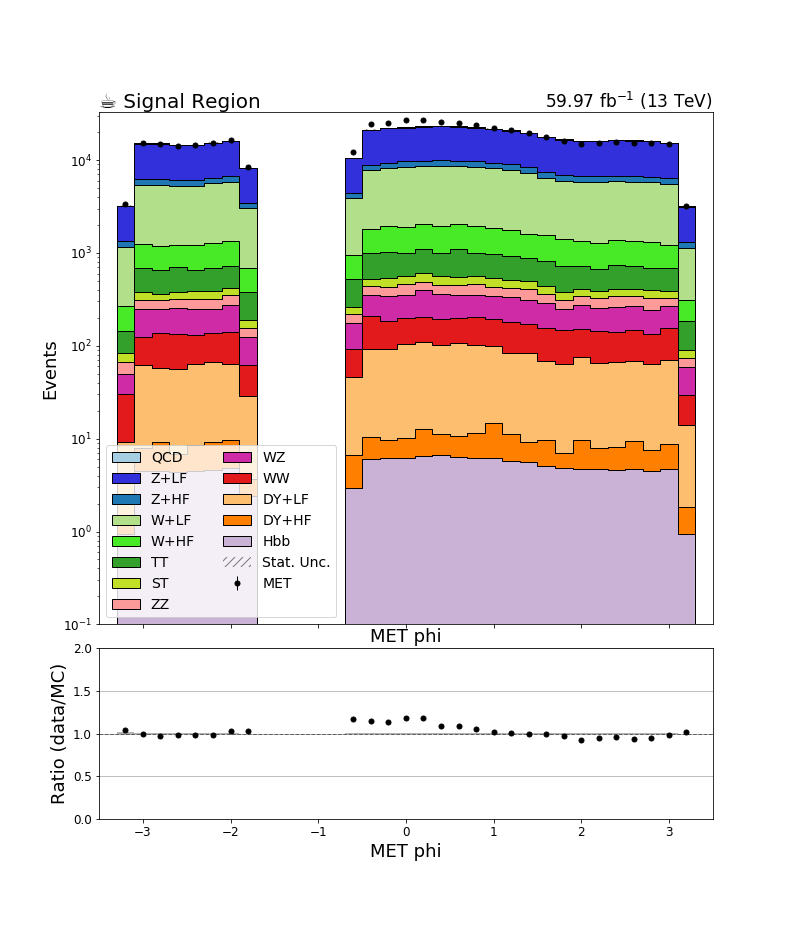 ☕ Signal Region 59.97 fb⁻¹ (13 TeV)
Events
10⁴
10³
10²
10¹
10⁰
10⁻¹
QCD
Z+LF
Z+HF
W+LF
W+HF
TT
ST
ZZ
WZ
WW
DY+LF
DY+HF
Hbb
Stat. Unc.
MET
MET phi
Ratio (data/MC)
2.0
1.5
1.0
0.5
0.0
−3 −2 −1 0 1 2 3
MET phi